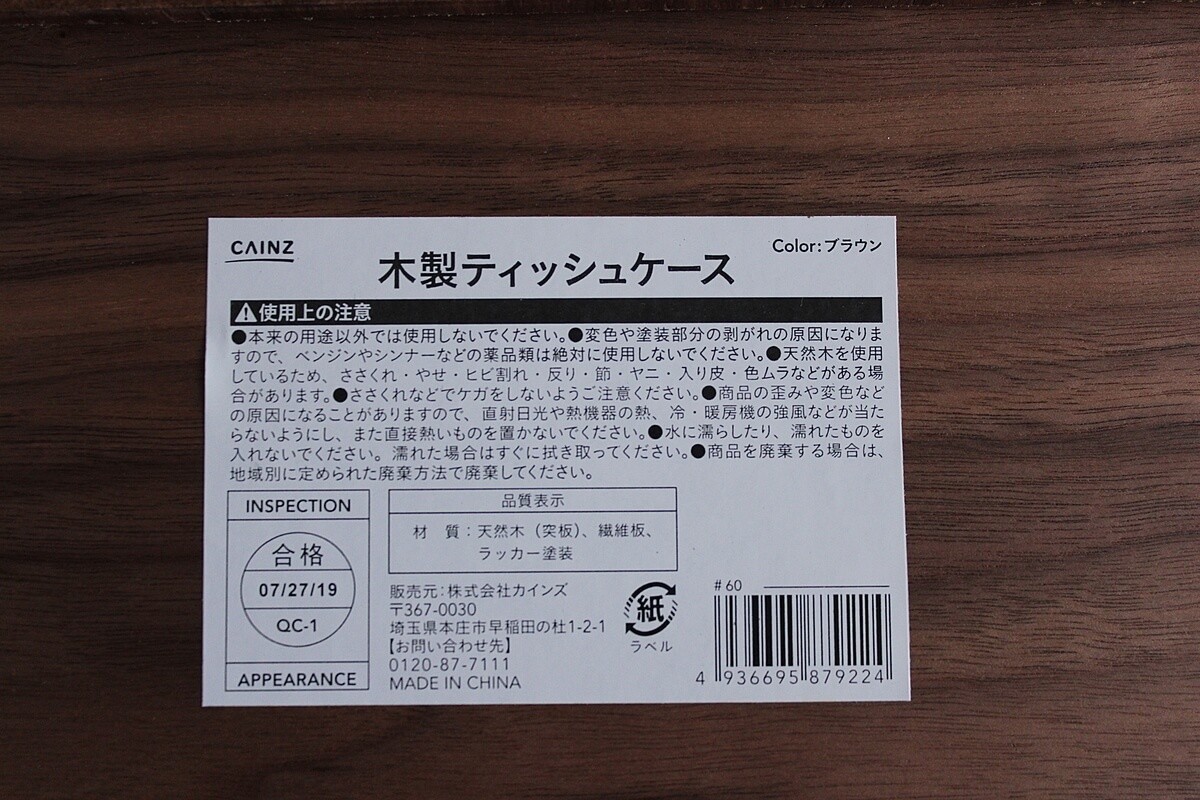 CAINZ
Color:ブラウン
木製ティッシュケース
使用上の注意
●本来の用途以外では使用しないでください。●変色や塗装部分の剥がれの原因になりま
すので、ベンジンやシンナーなどの薬品類は絶対に使用しないでください。●天然木を使用
しているため、ささくれ・やせ・ヒビ割れ・反り・節・ヤニ・入り皮・色ムラなどがある場
合があります。●ささくれなどでケガをしないようご注意ください。●商品の歪みや変色など
の原因になることがありますので、直射日光や熱機器の熱、冷・暖房機の強風などが当た
らないようにし、また直接熱いものを置かないでください。●水に濡らしたり、濡れたものを
入れないでください。濡れた場合はすぐに拭き取ってください。●商品を廃棄する場合は、
地域別に定められた廃棄方法で廃棄してください。
INSPECTION
合格
07/27/19
QC-1
APPEARANCE
品質表示
材 質:天然木(突板)、繊維板、
ラッカー塗装
販売元:株式会社カインズ
〒367-0030
埼玉県本庄市早稲田の杜1-2-1
【お問い合わせ先】
0120-87-7111
MADE IN CHINA
紙
ラベル
#60
4 936695 879224